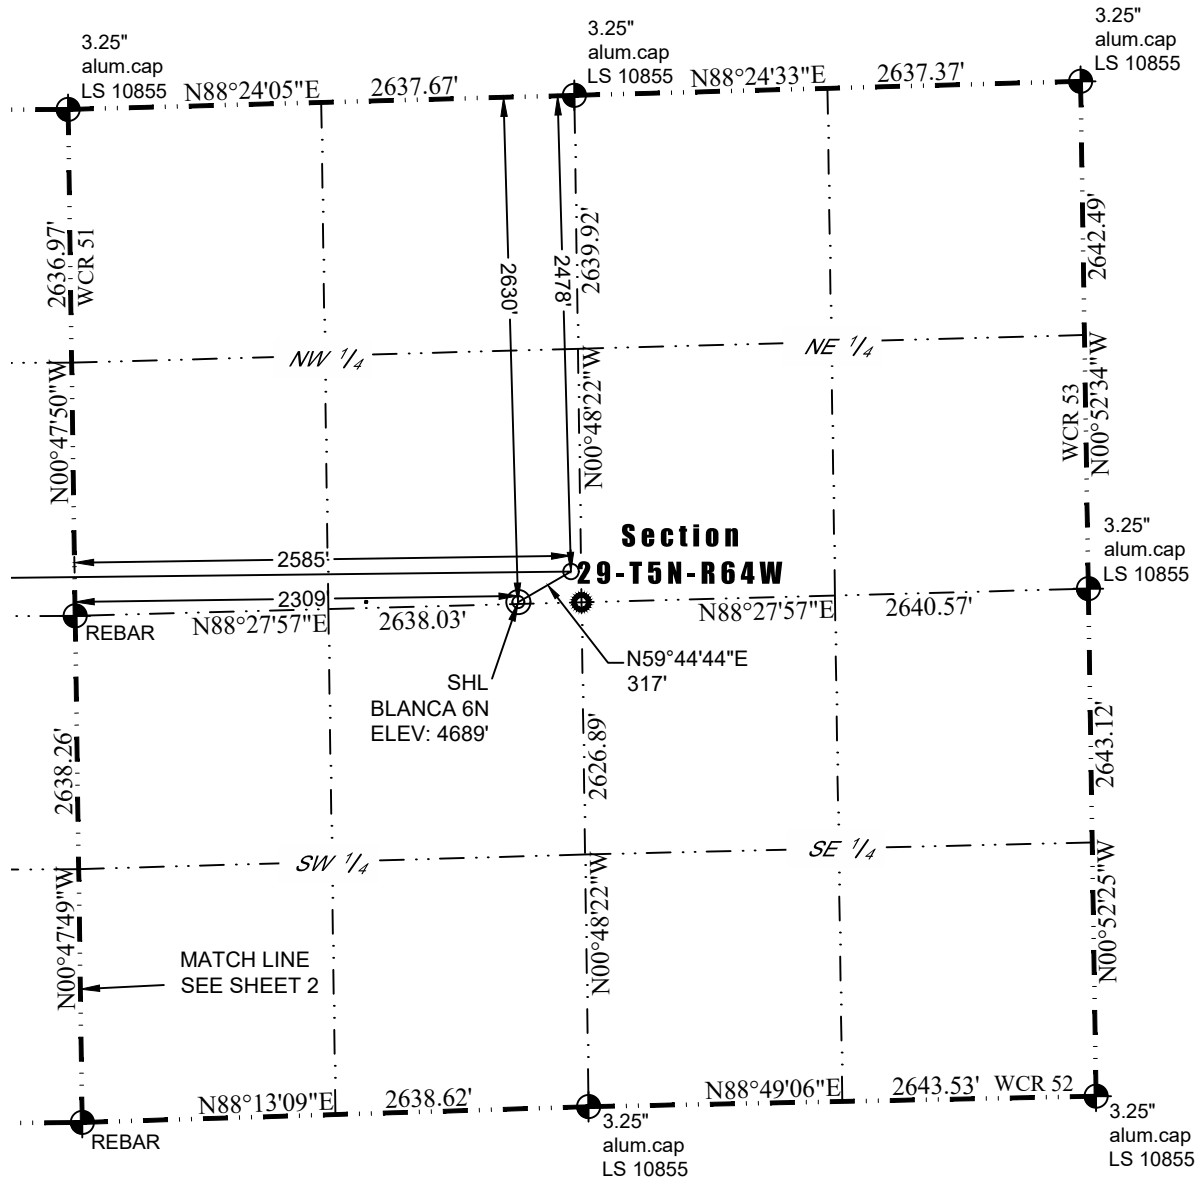 3.25"
alum.cap
LS 10855
N88°24'05"E
2637.67'
3.25"
alum.cap
LS 10855
N88°24'33"E
2637.37'
3.25"
alum.cap
LS 10855
2636.97'
WCR 51
2630'
2478'
2639.92'
2642.49'
NW 1/4
NE 1/4
N00°47'50"W
N00°48'22"W
WCR 53
N00°52'34"W
Section
29-T5N-R64W
2585'
2309
3.25"
alum.cap
LS 10855
REBAR
N88°27'57"E
2638.03'
N88°27'57"E
2640.57'
N59°44'44"E
317'
SHL
BLANCA 6N
ELEV: 4689'
2638.26'
2626.89'
2643.12'
SW 1/4
SE 1/4
N00°47'49"W
N00°48'22"W
N00°52'25"W
MATCH LINE
SEE SHEET 2
N88°13'09"E
2638.62'
N88°49'06"E
2643.53'
WCR 52
REBAR
3.25"
alum.cap
LS 10855
3.25"
alum.cap
LS 10855